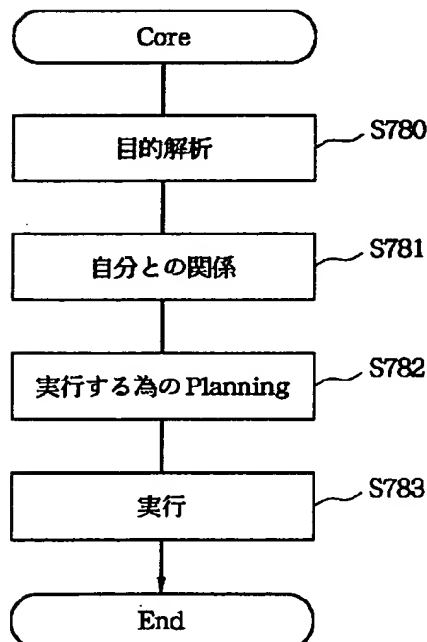 Core
目的解析
S780
自分との関係
S781
実行する為のPlanning
S782
実行
S783
End